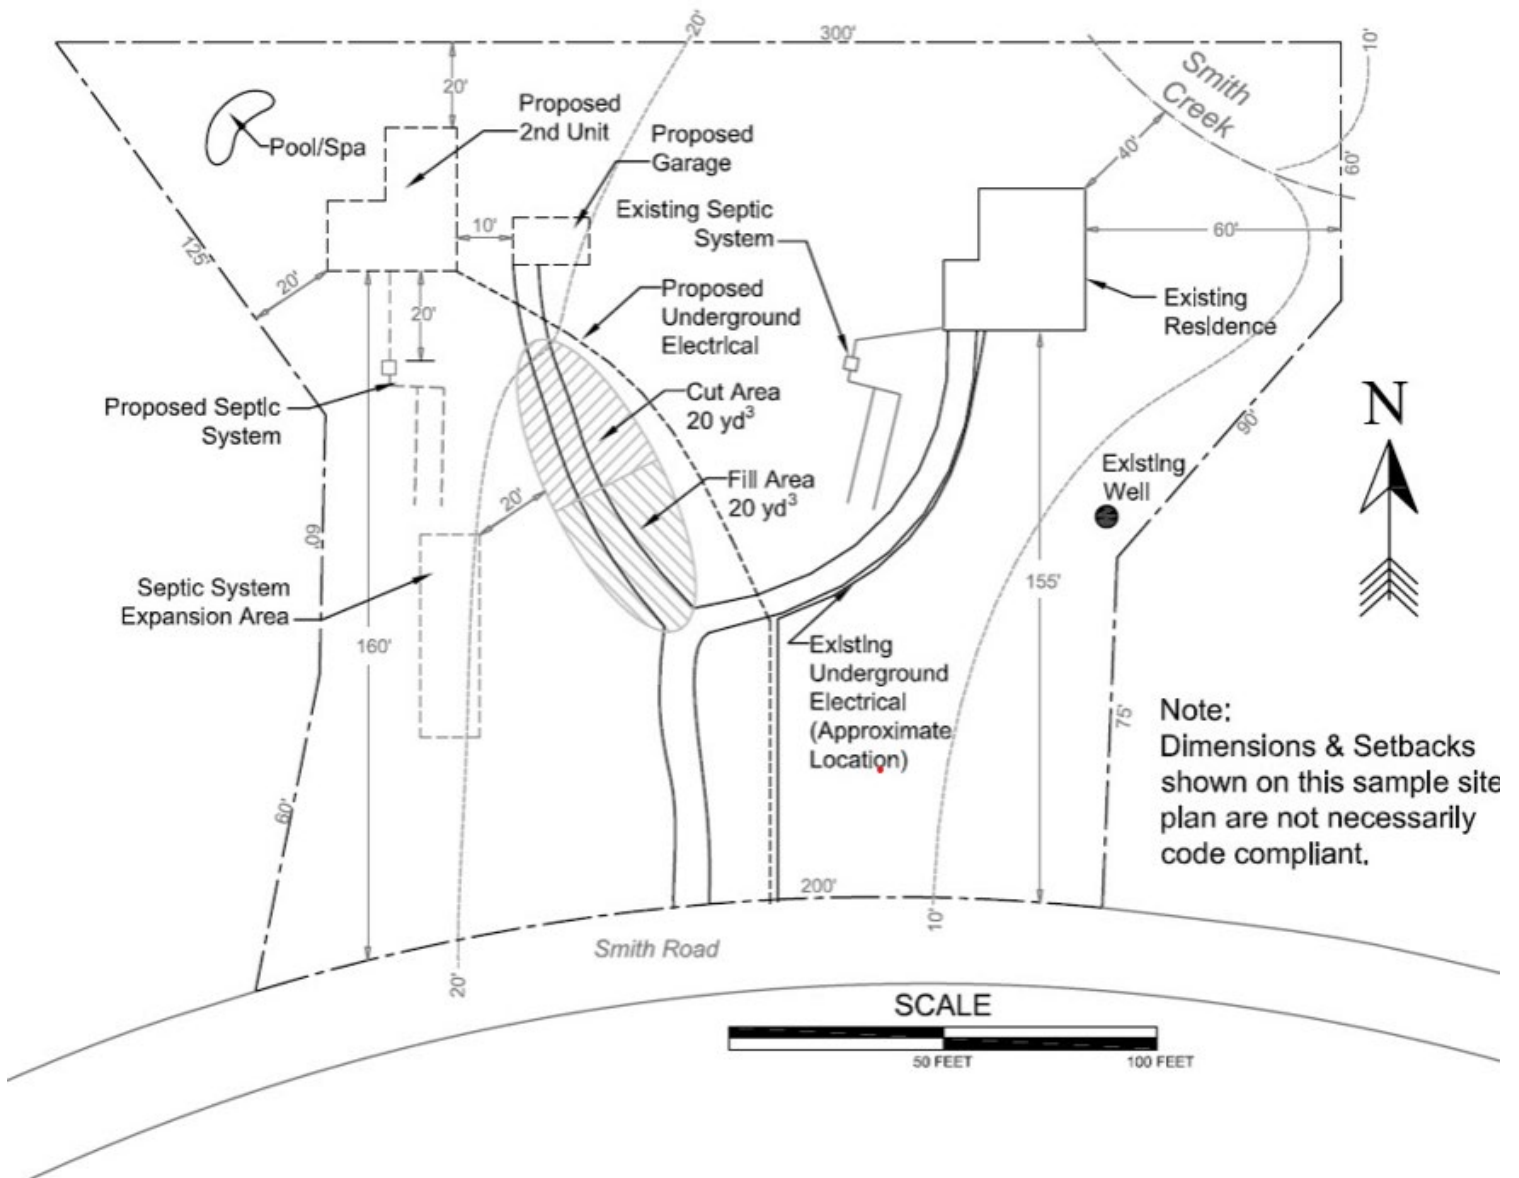 20'
300'
10'
20'
Smith
Creek
Proposed
2nd Unit
Proposed
Garage
Pool/Spa
40'
60'
Existing Septic
System
10'
60'
125'
20'
20'
Proposed
Underground
Electrical
Existing
Residence
N
Cut Area
20 yd³
Proposed Septic
System
90'
Existing
Well
Fill Area
20 yd³
20'
60'
155'
Septic System
Expansion Area
160'
Existing
Underground
Electrical
(Approximate
Location)
75'
Note:
Dimensions & Setbacks
shown on this sample site
plan are not necessarily
code compliant.
60'
200'
10'
Smith Road
20'
SCALE
50 FEET
100 FEET